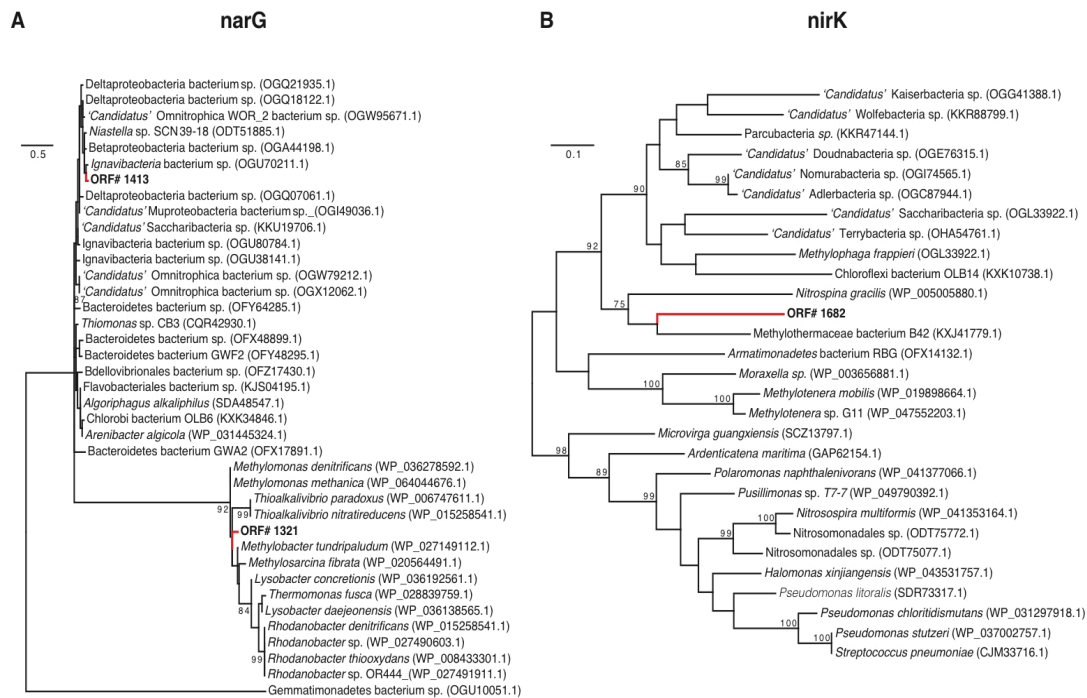 A
narG
Deltaproteobacteria bacterium sp. (OGQ21935.1)
Deltaproteobacteria bacterium sp. (OGQ18122.1)
‘Candidatus’ Omnitrophica WOR_2 bacterium sp. (OGW95671.1)
Niastella sp. SCN 39-18 (ODT51885.1)
Betaproteobacteria bacterium sp. (OGA44198.1)
Ignavibacteria bacterium sp. (OGU70211.1)
ORF# 1413
Deltaproteobacteria bacterium sp. (OGQ07061.1)
‘Candidatus’ Muproteobacteria bacterium sp._(OGI49036.1)
‘Candidatus’ Saccharibacteria sp. (KKU19706.1)
Ignavibacteria bacterium sp. (OGU80784.1)
Ignavibacteria bacterium sp. (OGU38141.1)
‘Candidatus’ Omnitrophica bacterium sp. (OGW79212.1)
‘Candidatus’ Omnitrophica bacterium sp. (OGX12062.1)
Bacteroidetes bacterium sp. (OFY64285.1)
Thiomonas sp. CB3 (CQR42930.1)
Bacteroidetes bacterium sp. (OFX48899.1)
Bacteroidetes bacterium GWF2 (OFY48295.1)
Bdellovibrionales bacterium sp. (OFZ17430.1)
Flavobacteriales bacterium sp. (KJS04195.1)
Algoriphagus alkaliphilus (SDA48547.1)
Chlorobi bacterium OLB6 (KXK34846.1)
Arenibacter algicola (WP_031445324.1)
Bacteroidetes bacterium GWA2 (OFX17891.1)
Methylomonas denitrificans (WP_036278592.1)
Methylomonas methanica (WP_064044676.1)
Thioalkalivibrio paradoxus (WP_006747611.1)
Thioalkalivibrio nitratireducens (WP_015258541.1)
ORF# 1321
Methylobacter tundripaludum (WP_027149112.1)
Methylosarcina fibrata (WP_020564491.1)
Lysobacter concretionis (WP_036192561.1)
Thermomonas fusca (WP_028839759.1)
Lysobacter daejeonensis (WP_036138565.1)
Rhodanobacter denitrificans (WP_015258541.1)
Rhodanobacter sp. (WP_027490603.1)
Rhodanobacter thiooxydans (WP_008433301.1)
Rhodanobacter sp. OR444_(WP_027491911.1)
Gemmatimonadetes bacterium sp. (OGU10051.1)
0.5
87
92
99
84
99
B
nirK
‘Candidatus’ Kaiserbacteria sp. (OGG41388.1)
‘Candidatus’ Wolfebacteria sp. (KKR88799.1)
Parcubacteria sp. (KKR47144.1)
‘Candidatus’ Doudnabacteria sp. (OGE76315.1)
‘Candidatus’ Nomurabacteria sp. (OGI74565.1)
‘Candidatus’ Adlerbacteria sp. (OGC87944.1)
‘Candidatus’ Saccharibacteria sp. (OGL33922.1)
‘Candidatus’ Terrybacteria sp. (OHA54761.1)
Methylophaga frappieri (OGL33922.1)
Chloroflexi bacterium OLB14 (KXK10738.1)
Nitrospina gracilis (WP_005005880.1)
ORF# 1682
Methylothermaceae bacterium B42 (KXJ41779.1)
Armatimonadetes bacterium RBG (OFX14132.1)
Moraxella sp. (WP_003656881.1)
Methylotenera mobilis (WP_019898664.1)
Methylotenera sp. G11 (WP_047552203.1)
Microvirga guangxiensis (SCZ13797.1)
Ardenticatena maritima (GAP62154.1)
Polaromonas naphthalenivorans (WP_041377066.1)
Pusillimonas sp. T7-7 (WP_049790392.1)
Nitrosospira multiformis (WP_041353164.1)
Nitrosomonadales sp. (ODT75772.1)
Nitrosomonadales sp. (ODT75077.1)
Halomonas xinjiangensis (WP_043531757.1)
Pseudomonas litoralis (SDR73317.1)
Pseudomonas chloritidismutans (WP_031297918.1)
Pseudomonas stutzeri (WP_037002757.1)
Streptococcus pneumoniae (CJM33716.1)
0.1
85
99
90
92
75
100
100
98
89
99
100
99
100
100